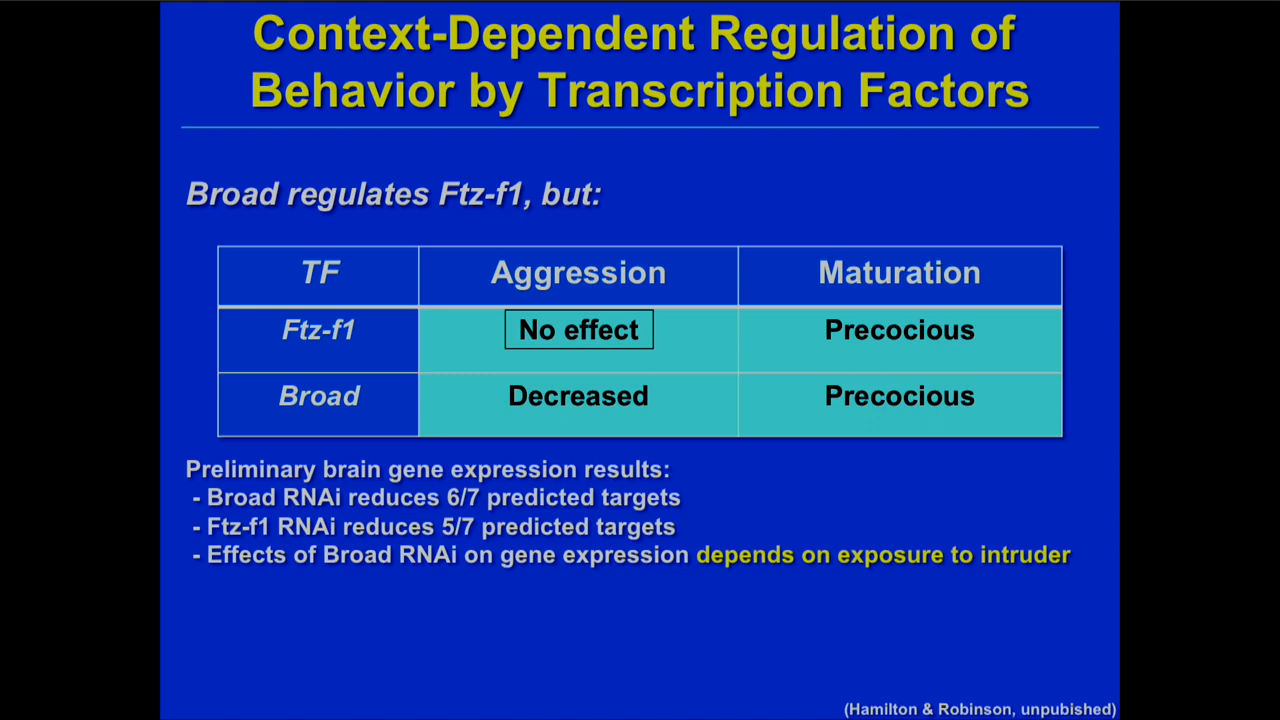 Context-Dependent Regulation of
Behavior by Transcription Factors
Broad regulates Ftz-f1, but:
TF Aggression Maturation
Ftz-f1 No effect Precocious
Broad Decreased Precocious
Preliminary brain gene expression results:
- Broad RNAi reduces 6/7 predicted targets
- Ftz-f1 RNAi reduces 5/7 predicted targets
- Effects of Broad RNAi on gene expression depends on exposure to intruder
(Hamilton & Robinson, unpubished)